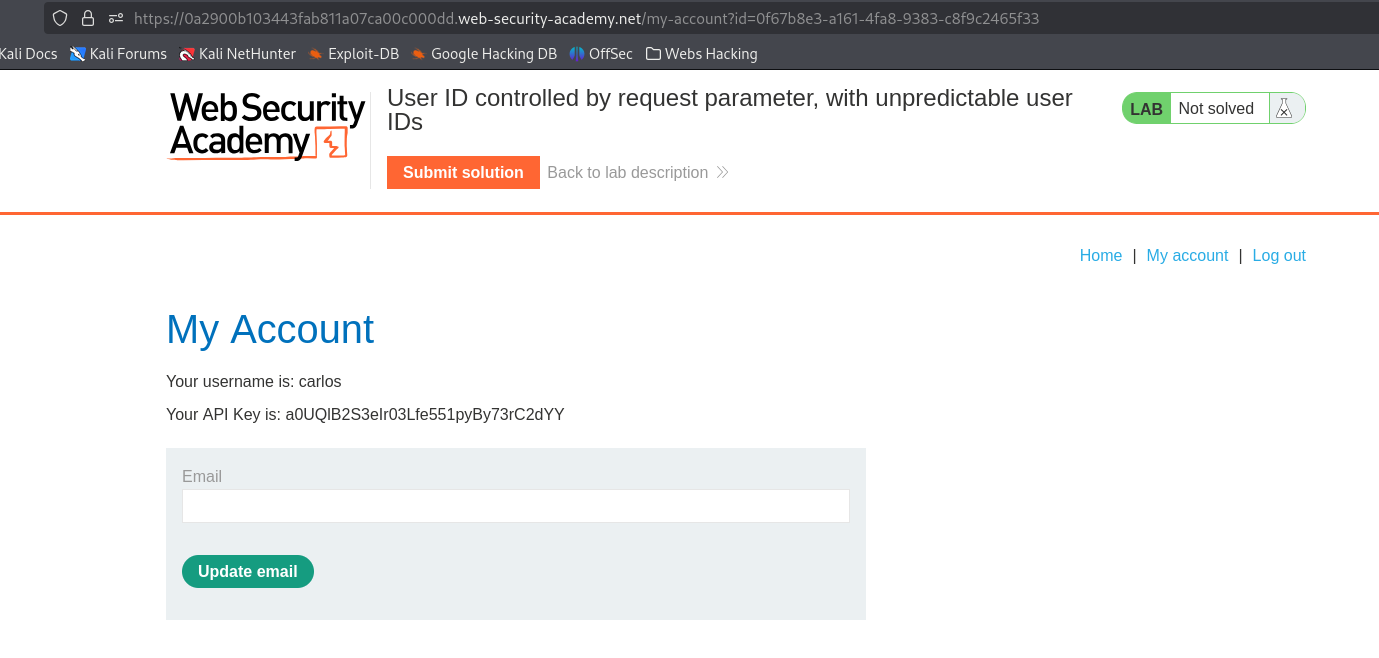 https://0a2900b103443fab811a07ca00c000dd.web-security-academy.net/my-account?id=0f67b8e3-a161-4fa8-9383-c8f9c2465f33
Kali Docs Kali Forums Kali NetHunter Exploit-DB Google Hacking DB OffSec Webs Hacking
Web Security
Academy
User ID controlled by request parameter, with unpredictable user
IDs
LAB Not solved
Submit solution Back to lab description
Home | My account | Log out
My Account
Your username is: carlos
Your API Key is: a0UQlB2S3eIr03Lfe551pyBy73rC2dYY
Email
Update email